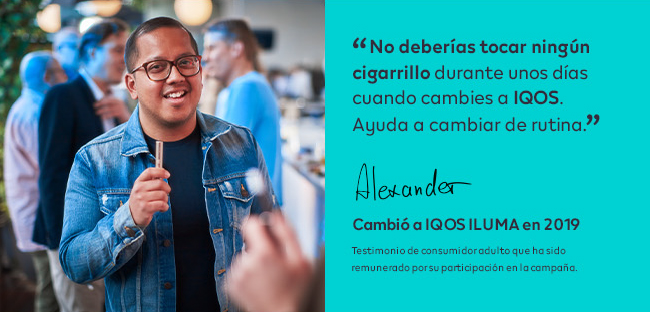 “No deberías tocar ningún
cigarrillo durante unos días
cuando cambies a IQOS.
Ayuda a cambiar de rutina.”
Alexander
Cambió a IQOS ILUMA en 2019
Testimonio de consumidor adulto que ha sido
remunerado por su participación en la campaña.